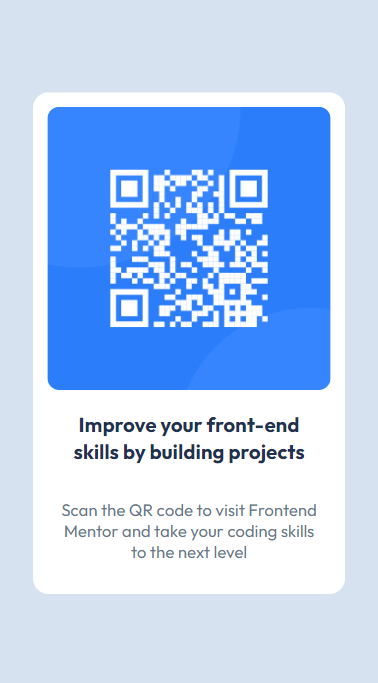 Improve your front-end
skills by building projects
Scan the QR code to visit Frontend
Mentor and take your coding skills
to the next level